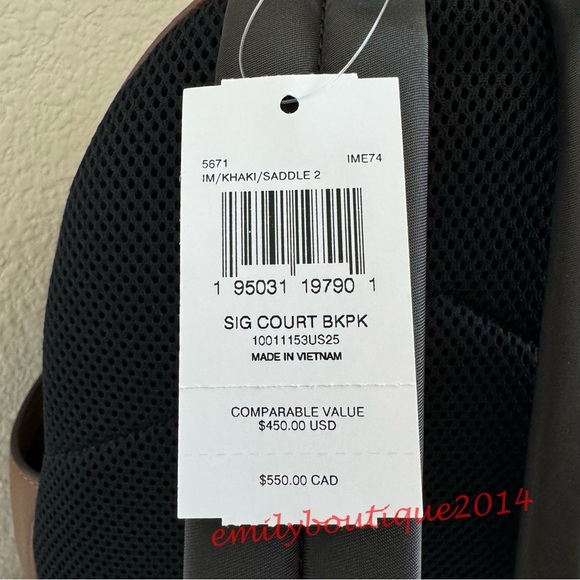 5671 IME74
IM/KHAKI/SADDLE 2
1 95031 19790 1
SIG COURT BKPK
10011153US25
MADE IN VIETNAM
COMPARABLE VALUE
$450.00 USD
$550.00 CAD
emilyboutique2014